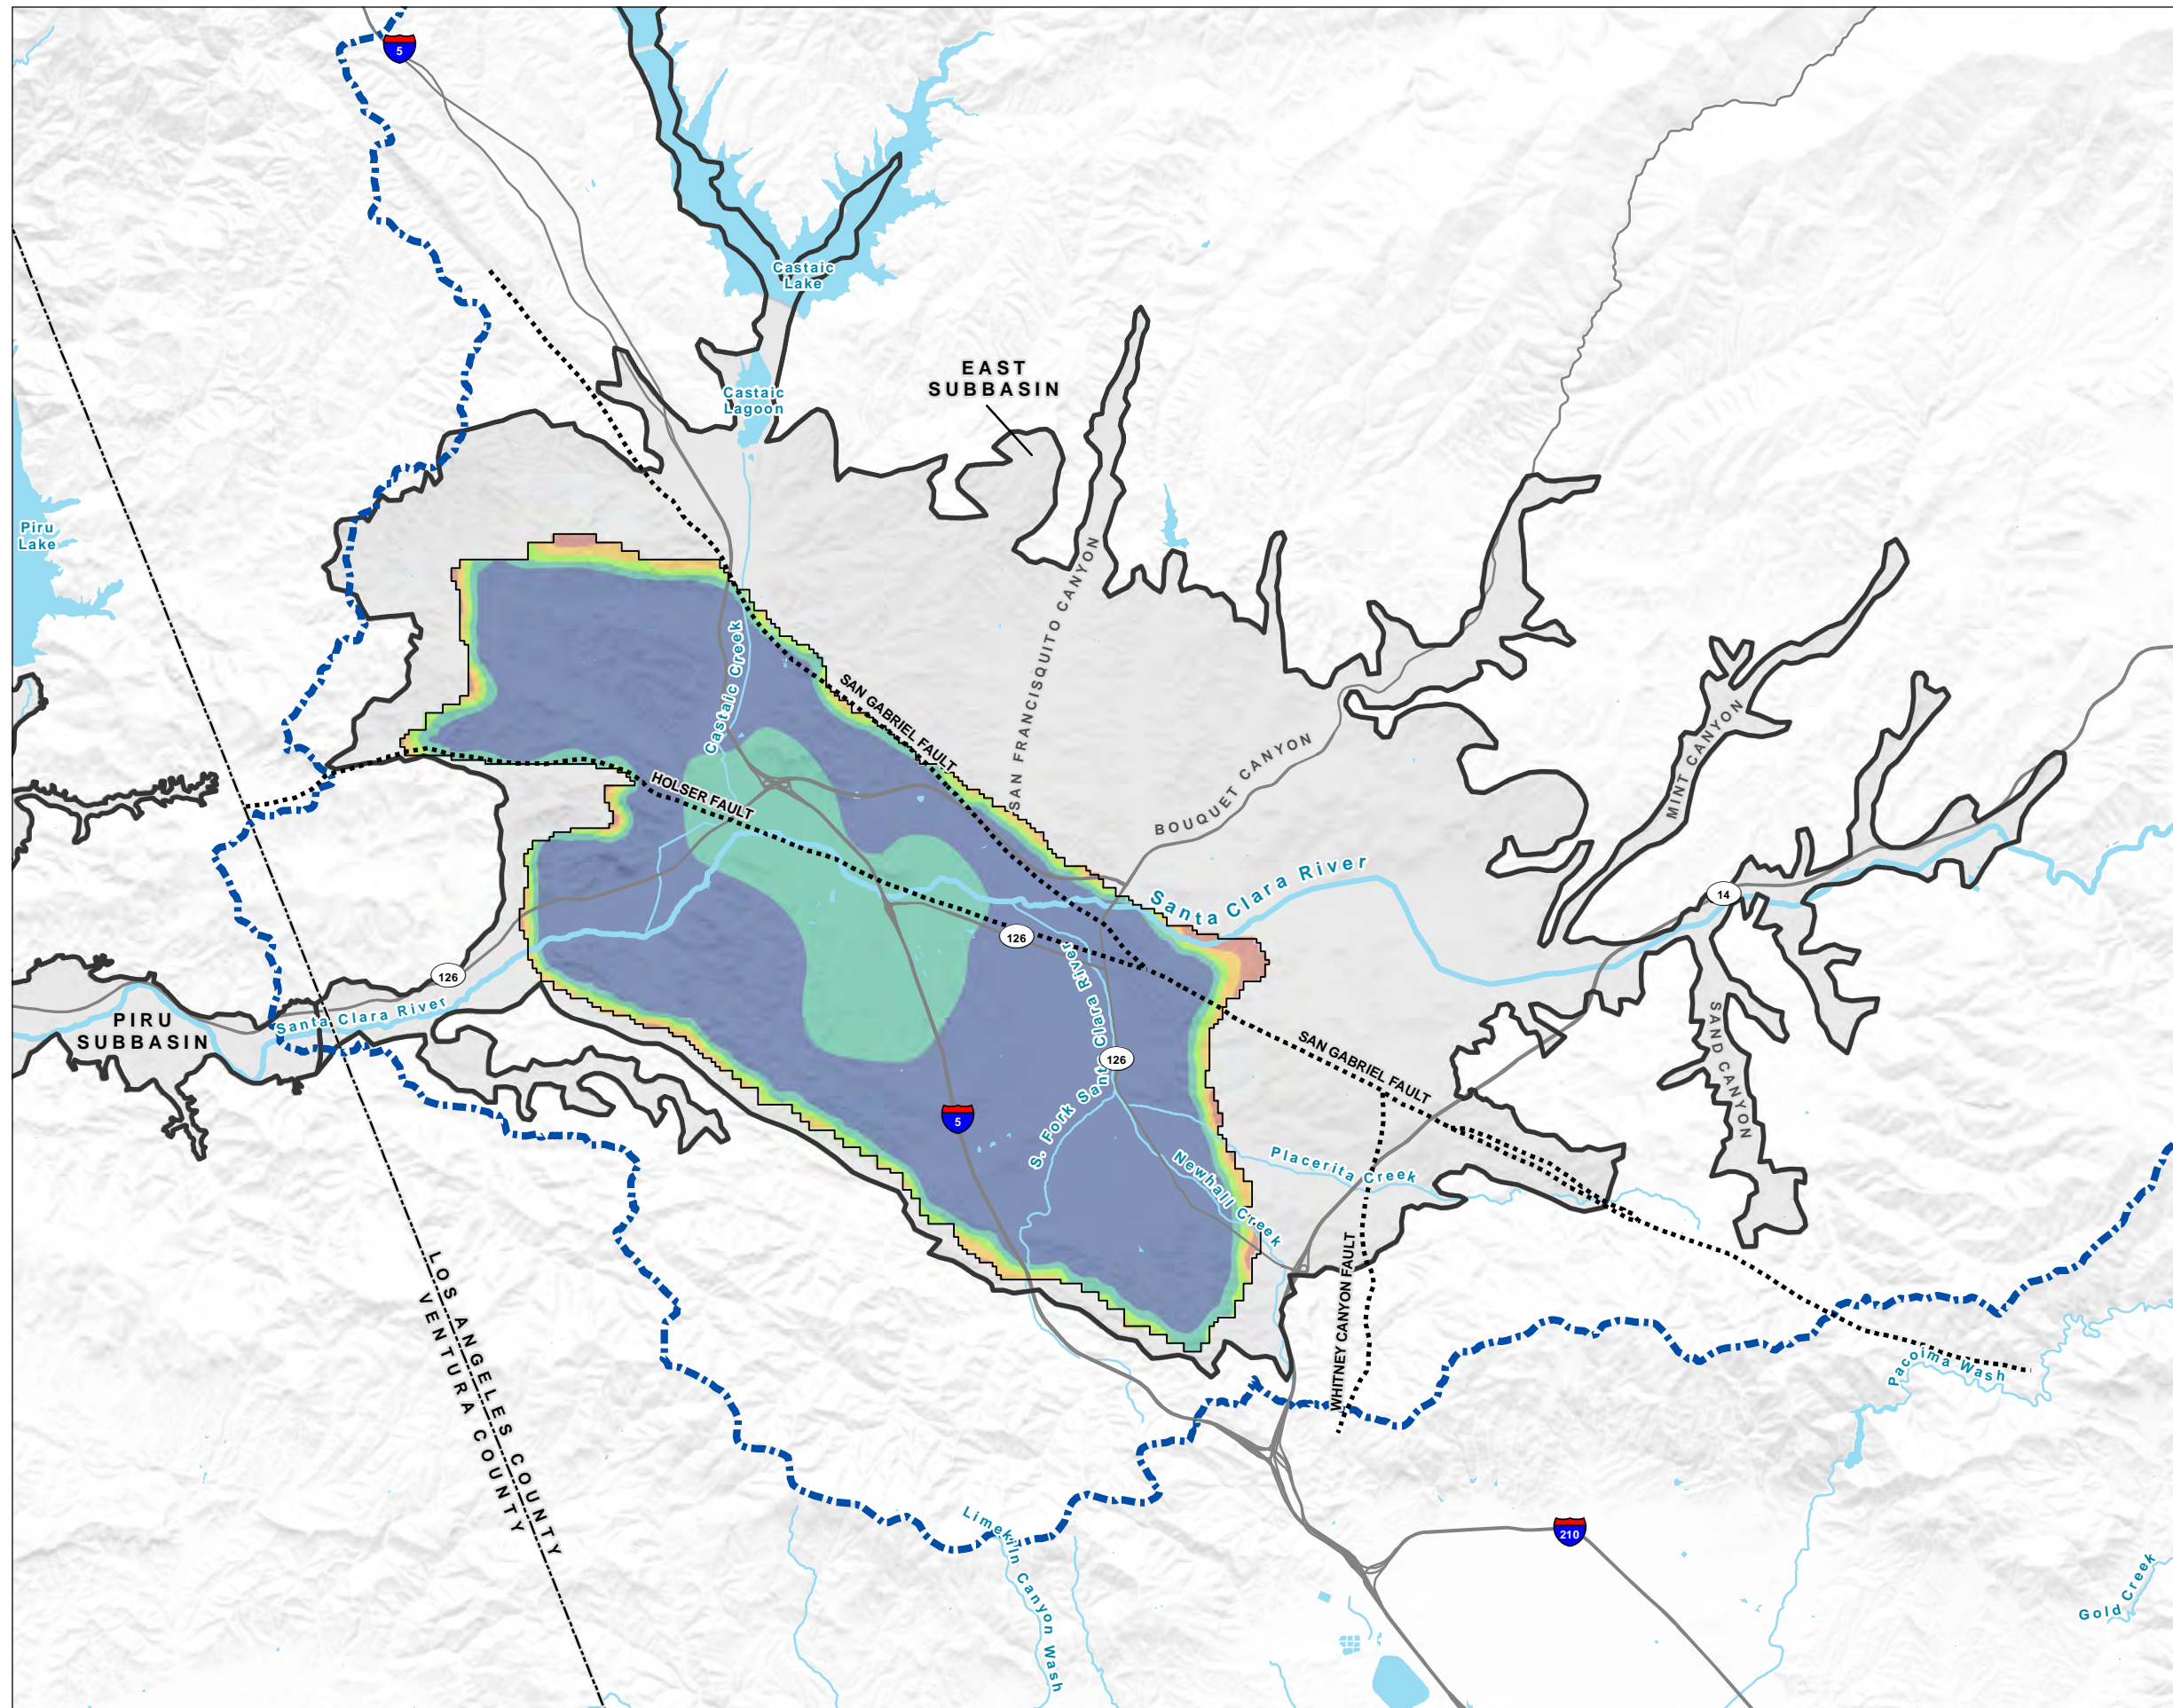 5
Castaic
Lake
EAST
SUBBASIN
Castaic
Lagoon
Piru
Lake
SAN FRANCISQUITO CANYON
Castaic Creek
SAN GABRIEL FAULT
HOLSER FAULT
BOUQUET CANYON
MINT CANYON
Santa Clara River
14
126
126
S. Fork Santa Clara River
126
PIRU
SUBBASIN
Santa Clara River
SAN GABRIEL FAULT
SAND CANYON
5
Placerita Creek
Newhall Creek
WHITNEY CANYON FAULT
LOS ANGELES COUNTY
VENTURA COUNTY
Pacoima Wash
Limekiln Canyon Wash
210
Gold Creek